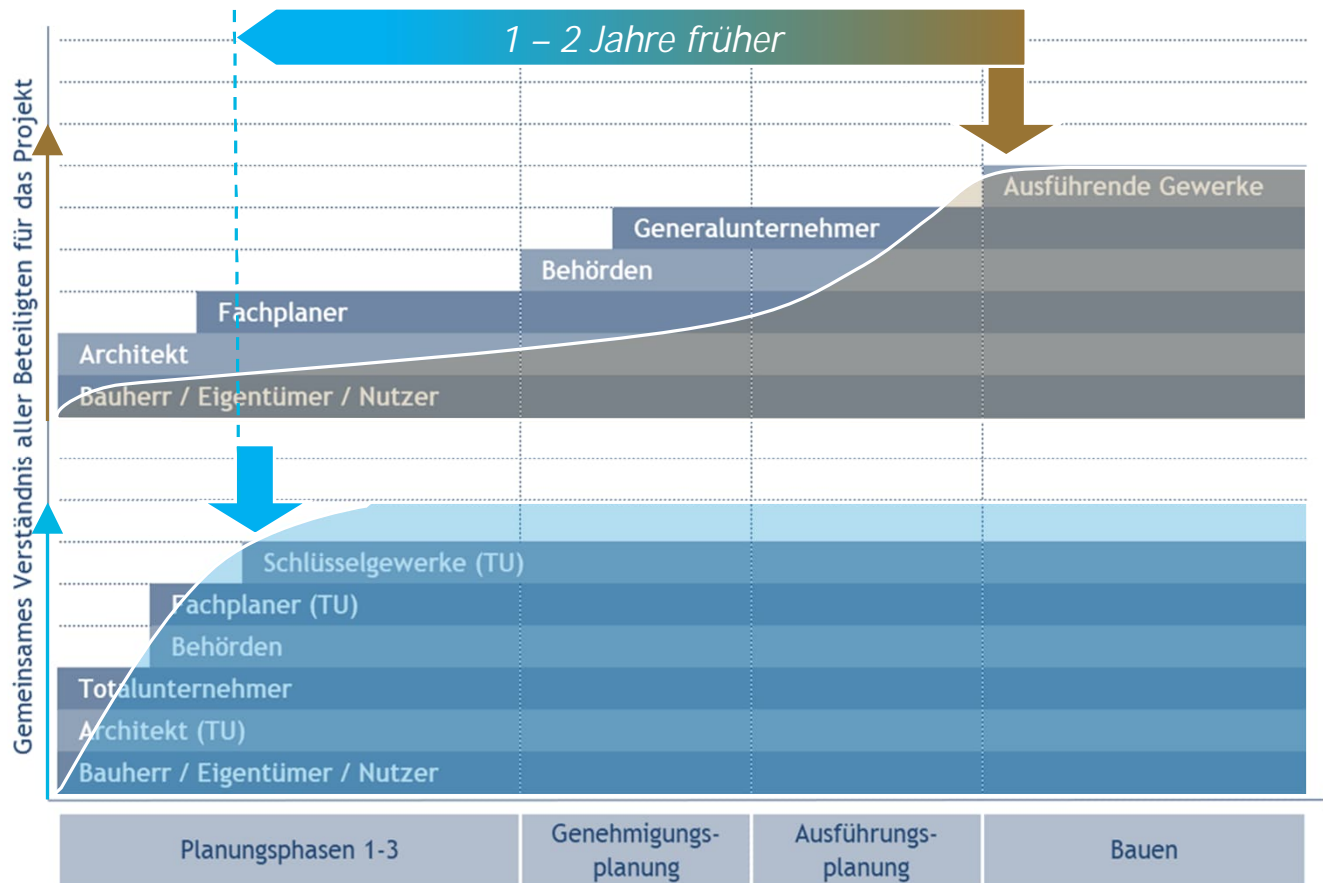 1 – 2 Jahre früher
Gemeinsames Verständnis aller Beteiligten für das Projekt
Ausführende Gewerke
Generalunternehmer
Behörden
Fachplaner
Architekt
Bauherr / Eigentümer / Nutzer
Schlüsselgewerke (TU)
Fachplaner (TU)
Behörden
Totalunternehmer
Architekt (TU)
Bauherr / Eigentümer / Nutzer
Planungsphasen 1-3
Genehmigungs-
planung
Ausführungs-
planung
Bauen